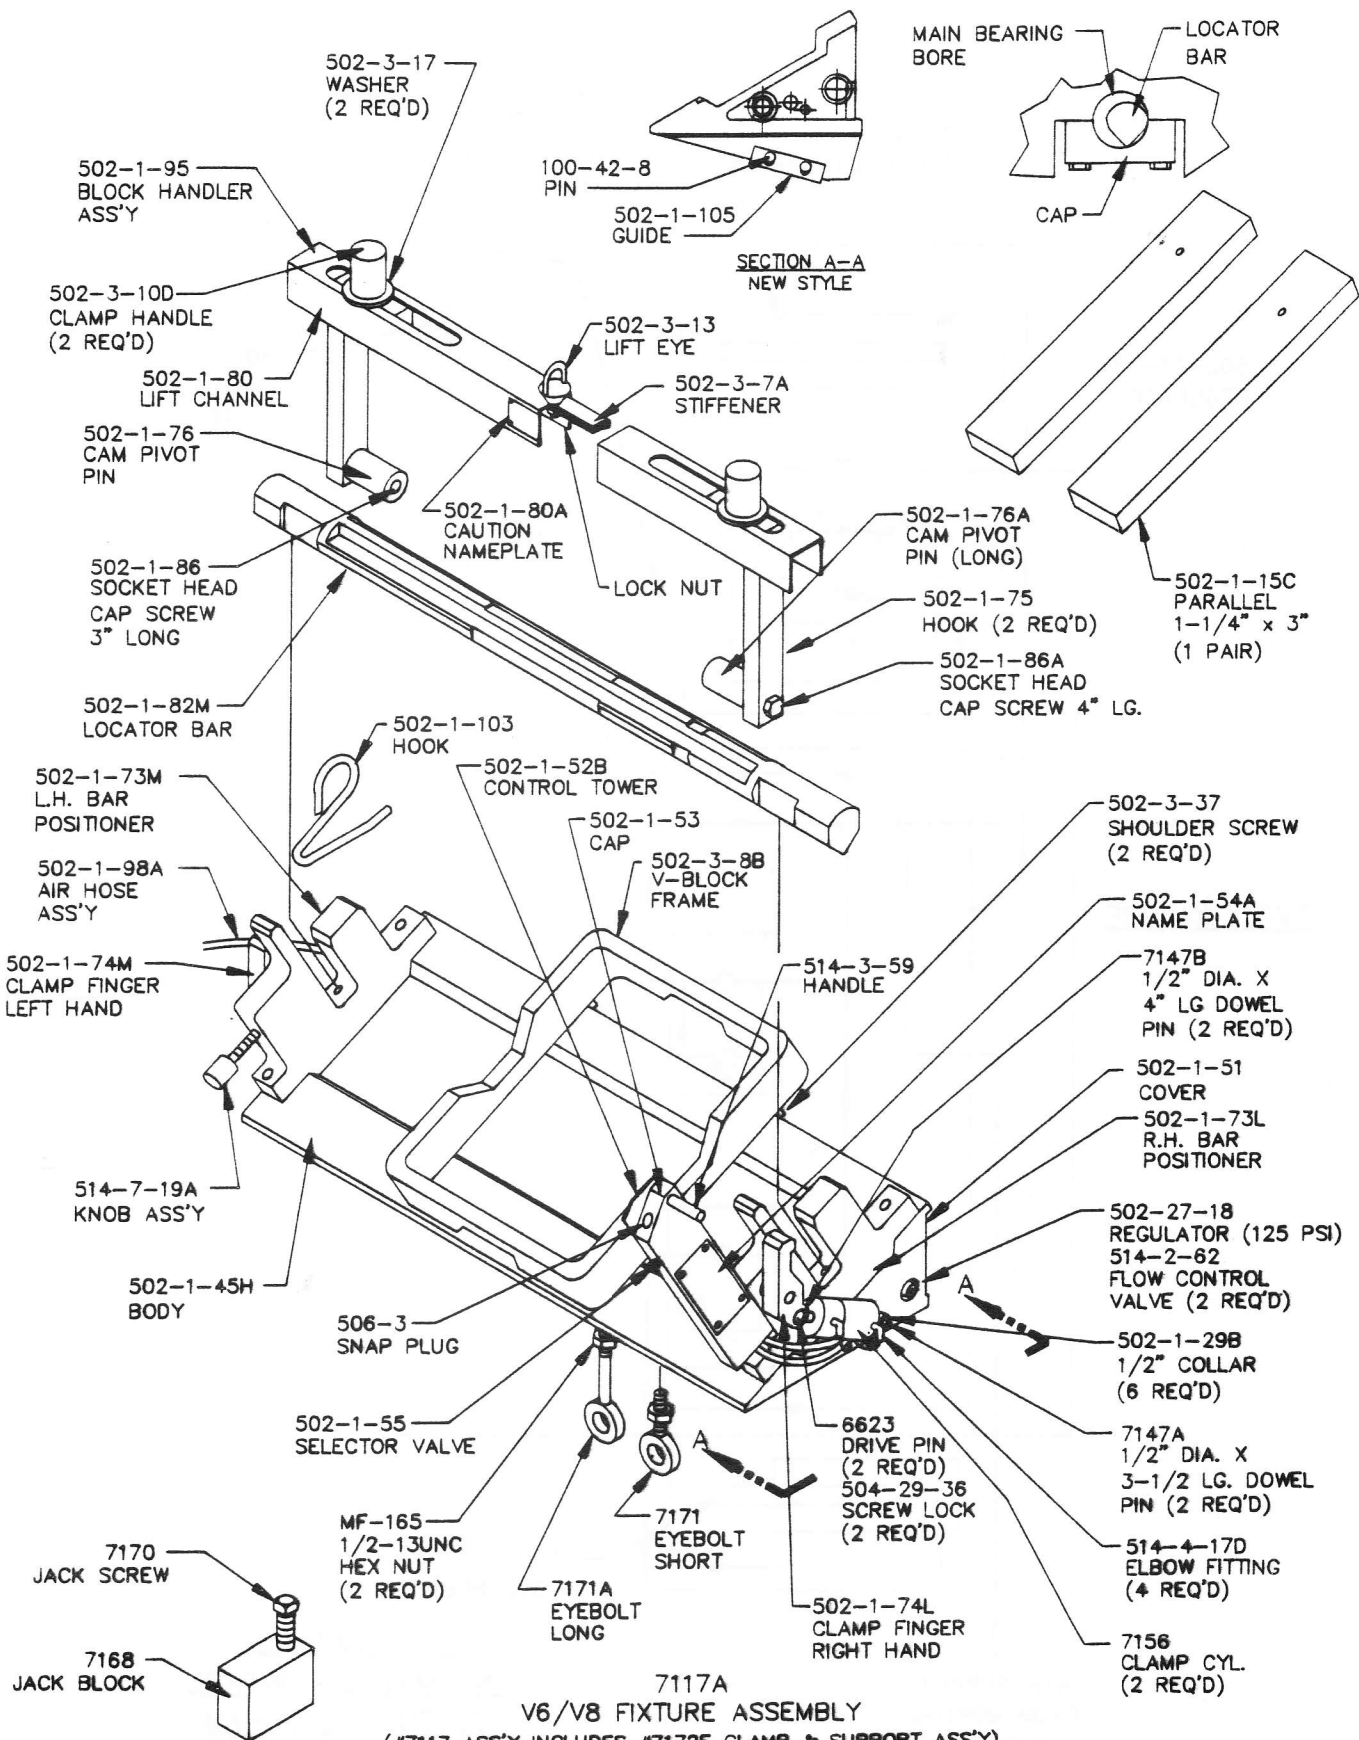 502-3-17
WASHER
(2 REQ'D)
MAIN BEARING
BORE
LOCATOR
BAR
502-1-95
BLOCK HANDLER
ASS'Y
100-42-8
PIN
502-1-105
GUIDE
CAP
SECTION A-A
NEW STYLE
502-3-10D
CLAMP HANDLE
(2 REQ'D)
502-3-13
LIFT EYE
502-1-80
LIFT CHANNEL
502-3-7A
STIFFENER
502-1-76
CAM PIVOT
PIN
502-1-80A
CAUTION
NAMEPLATE
502-1-76A
CAM PIVOT
PIN (LONG)
502-1-86
SOCKET HEAD
CAP SCREW
3" LONG
LOCK NUT
502-1-15C
PARALLEL
1-1/4" x 3"
(1 PAIR)
502-1-75
HOOK (2 REQ'D)
502-1-86A
SOCKET HEAD
CAP SCREW 4" LG.
502-1-82M
LOCATOR BAR
502-1-103
HOOK
502-1-52B
CONTROL TOWER
502-1-73M
L.H. BAR
POSITIONER
502-1-53
CAP
502-3-37
SHOULDER SCREW
(2 REQ'D)
502-3-8B
V-BLOCK
FRAME
502-1-98A
AIR HOSE
ASS'Y
502-1-54A
NAME PLATE
502-1-74M
CLAMP FINGER
LEFT HAND
514-3-59
HANDLE
7147B
1/2" DIA. X
4" LG DOWEL
PIN (2 REQ'D)
502-1-51
COVER
502-1-73L
R.H. BAR
POSITIONER
514-7-19A
KNOB ASS'Y
502-27-18
REGULATOR (125 PSI)
514-2-62
FLOW CONTROL
VALVE (2 REQ'D)
A
502-1-45H
BODY
506-3
SNAP PLUG
502-1-29B
1/2" COLLAR
(6 REQ'D)
502-1-55
SELECTOR VALVE
A
6623
DRIVE PIN
(2 REQ'D)
504-29-36
SCREW LOCK
(2 REQ'D)
7147A
1/2" DIA. X
3-1/2 LG. DOWEL
PIN (2 REQ'D)
MF-165
1/2-13UNC
HEX NUT
(2 REQ'D)
7171
EYEBOLT
SHORT
514-4-17D
ELBOW FITTING
(4 REQ'D)
7170
JACK SCREW
7171A
EYEBOLT
LONG
502-1-74L
CLAMP FINGER
RIGHT HAND
7156
CLAMP CYL.
(2 REQ'D)
7168
JACK BLOCK
7117A
V6/V8 FIXTURE ASSEMBLY
(#7117 ASS'Y INCLUDES #7172E CLAMP & SUPPORT ASS'Y)